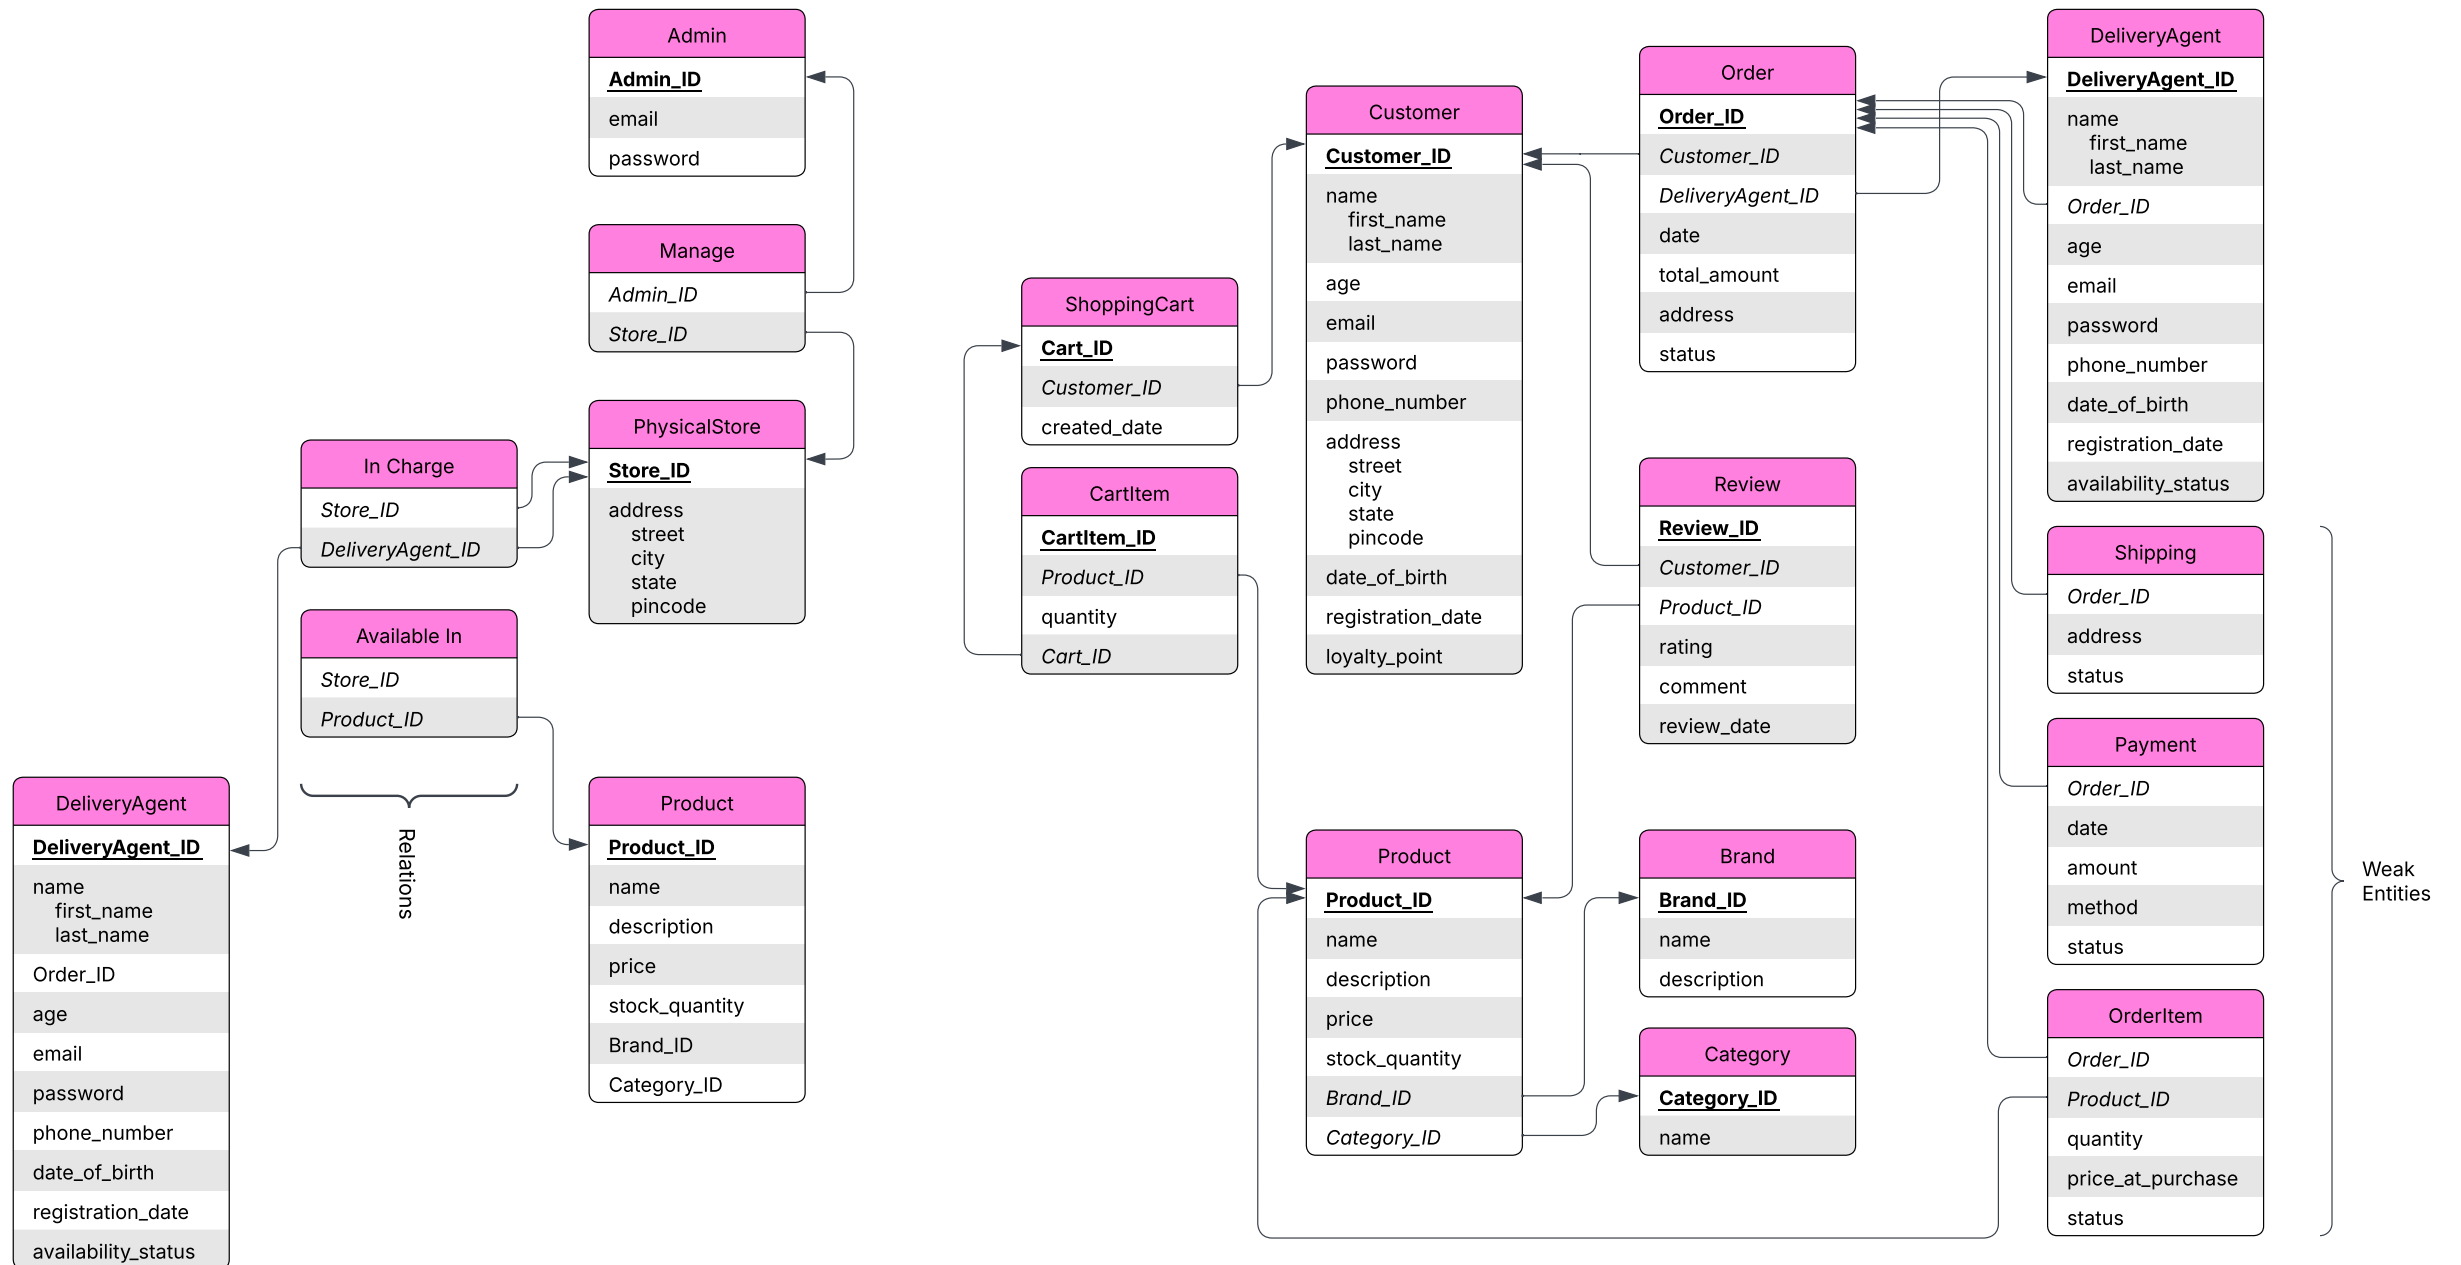 Admin
Admin_ID
email
password
Manage
Admin_ID
Store_ID
PhysicalStore
Store_ID
address
street
city
state
pincode
In Charge
Store_ID
DeliveryAgent_ID
Available In
Store_ID
Product_ID
Relations
DeliveryAgent
DeliveryAgent_ID
name
first_name
last_name
Order_ID
age
email
password
phone_number
date_of_birth
registration_date
availability_status
Product
Product_ID
name
description
price
stock_quantity
Brand_ID
Category_ID
ShoppingCart
Cart_ID
Customer_ID
created_date
CartItem
CartItem_ID
Product_ID
quantity
Cart_ID
Customer
Customer_ID
name
first_name
last_name
age
email
password
phone_number
address
street
city
state
pincode
date_of_birth
registration_date
loyalty_point
Product
Product_ID
name
description
price
stock_quantity
Brand_ID
Category_ID
Order
Order_ID
Customer_ID
DeliveryAgent_ID
date
total_amount
address
status
Review
Review_ID
Customer_ID
Product_ID
rating
comment
review_date
Brand
Brand_ID
name
description
Category
Category_ID
name
DeliveryAgent
DeliveryAgent_ID
name
first_name
last_name
Order_ID
age
email
password
phone_number
date_of_birth
registration_date
availability_status
Shipping
Order_ID
address
status
Payment
Order_ID
date
amount
method
status
OrderItem
Order_ID
Product_ID
quantity
price_at_purchase
status
Weak
Entities